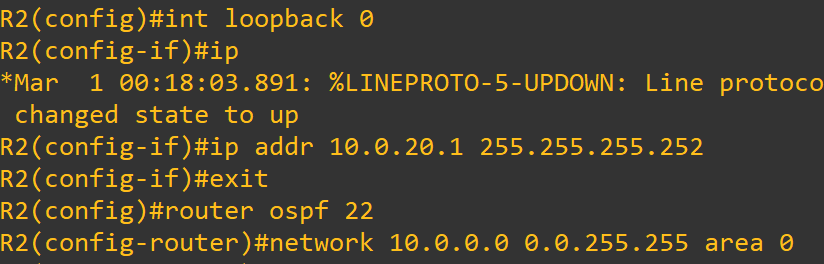 R2(config)#int loopback 0
R2(config-if)#ip
*Mar  1 00:18:03.891: %LINEPROTO-5-UPDOWN: Line protoco
 changed state to up
R2(config-if)#ip addr 10.0.20.1 255.255.255.252
R2(config-if)#exit
R2(config)#router ospf 22
R2(config-router)#network 10.0.0.0 0.0.255.255 area 0